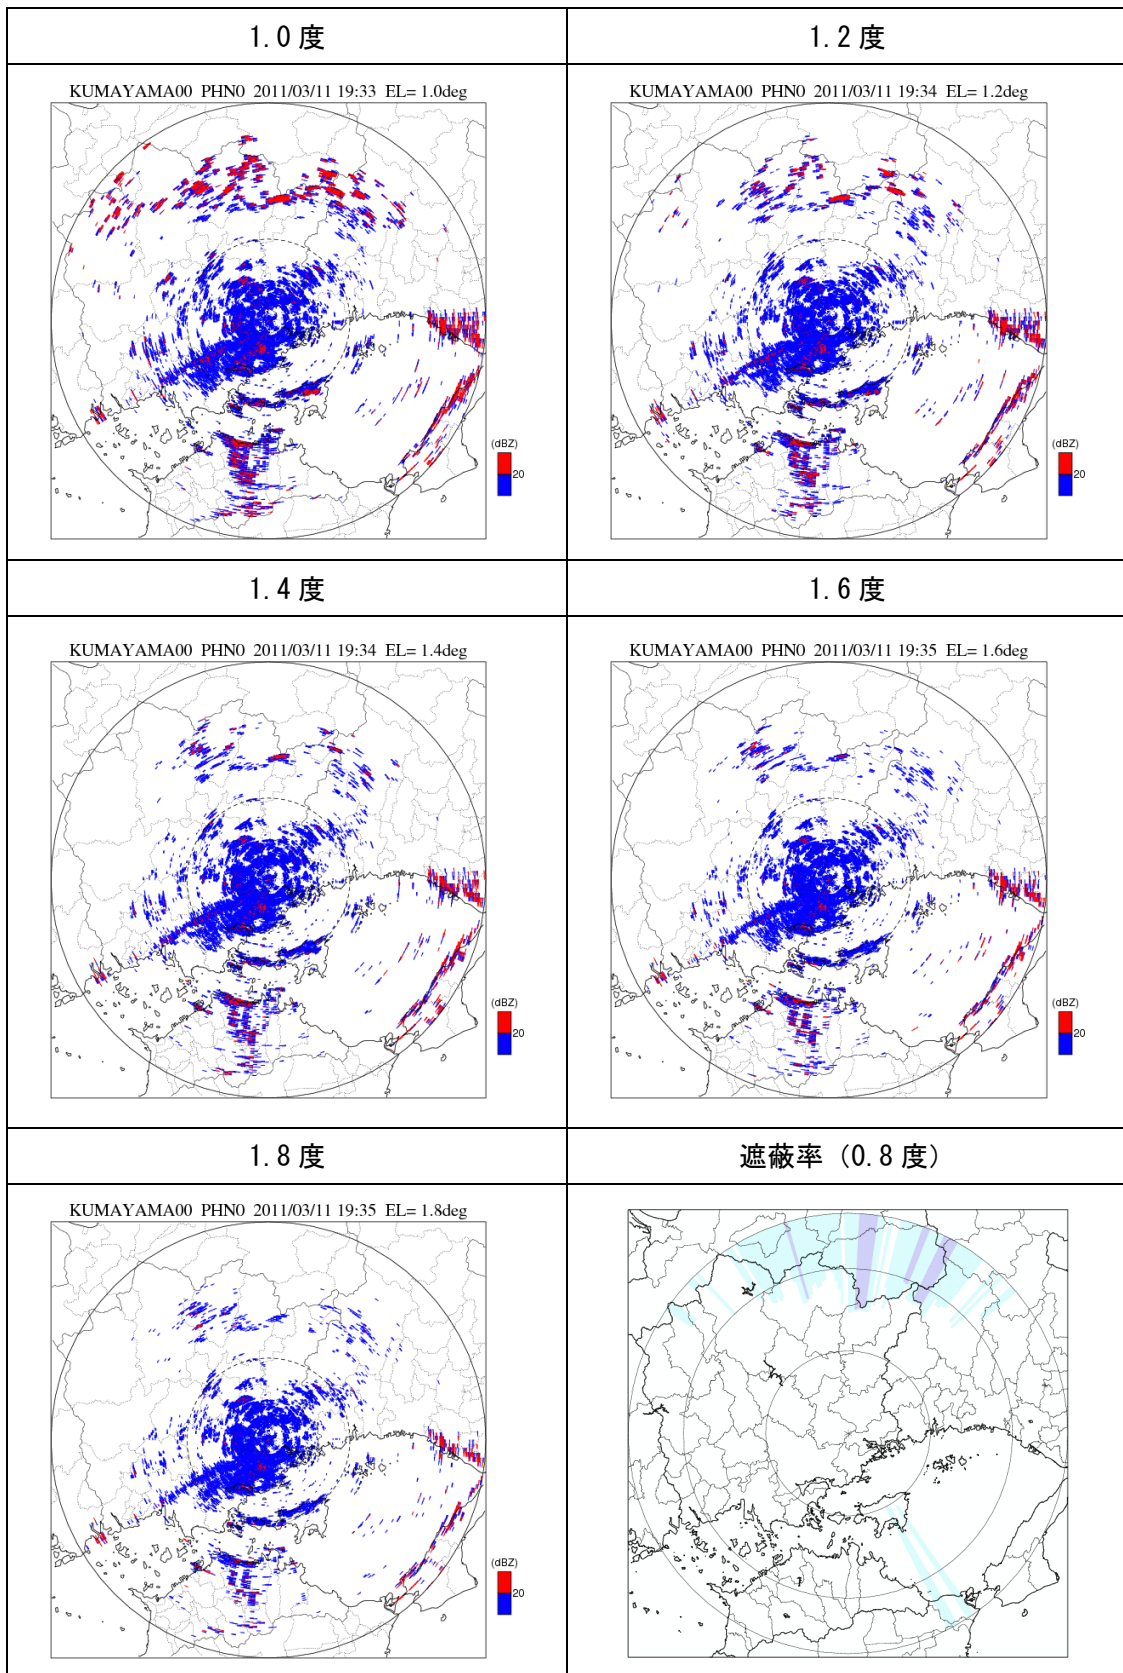 1.0 度
1.2 度
KUMAYAMA00 PHN0 2011/03/11 19:33 EL= 1.0deg
KUMAYAMA00 PHN0 2011/03/11 19:34 EL= 1.2deg
(dBZ)
20
(dBZ)
20
1.4 度
1.6 度
KUMAYAMA00 PHN0 2011/03/11 19:34 EL= 1.4deg
KUMAYAMA00 PHN0 2011/03/11 19:35 EL= 1.6deg
(dBZ)
20
(dBZ)
20
1.8 度
遮蔽率（0.8 度）
KUMAYAMA00 PHN0 2011/03/11 19:35 EL= 1.8deg
(dBZ)
20